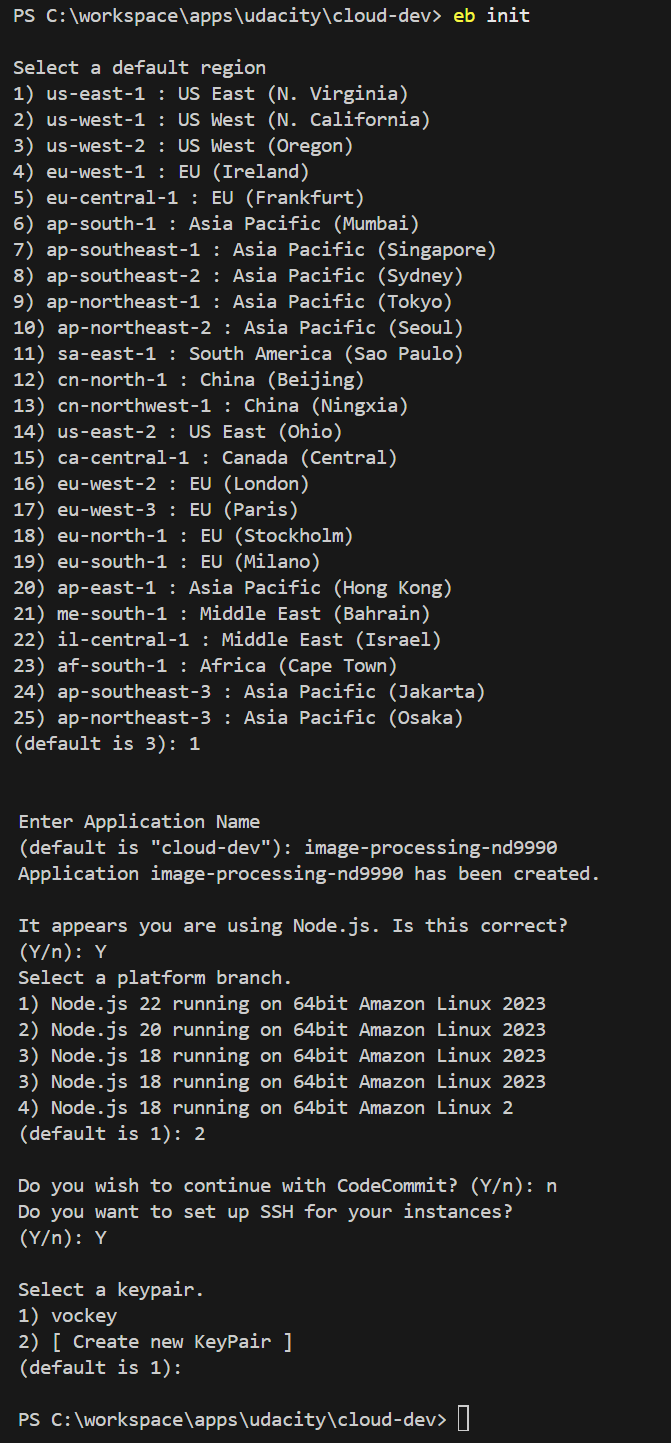 PS C:\workspace\apps\udacity\cloud-dev> eb init
Select a default region
1) us-east-1 : US East (N. Virginia)
2) us-west-1 : US West (N. California)
3) us-west-2 : US West (Oregon)
4) eu-west-1 : EU (Ireland)
5) eu-central-1 : EU (Frankfurt)
6) ap-south-1 : Asia Pacific (Mumbai)
7) ap-southeast-1 : Asia Pacific (Singapore)
8) ap-southeast-2 : Asia Pacific (Sydney)
9) ap-northeast-1 : Asia Pacific (Tokyo)
10) ap-northeast-2 : Asia Pacific (Seoul)
11) sa-east-1 : South America (Sao Paulo)
12) cn-north-1 : China (Beijing)
13) cn-northwest-1 : China (Ningxia)
14) us-east-2 : US East (Ohio)
15) ca-central-1 : Canada (Central)
16) eu-west-2 : EU (London)
17) eu-west-3 : EU (Paris)
18) eu-north-1 : EU (Stockholm)
19) eu-south-1 : EU (Milano)
20) ap-east-1 : Asia Pacific (Hong Kong)
21) me-south-1 : Middle East (Bahrain)
22) il-central-1 : Middle East (Israel)
23) af-south-1 : Africa (Cape Town)
24) ap-southeast-3 : Asia Pacific (Jakarta)
25) ap-northeast-3 : Asia Pacific (Osaka)
(default is 3): 1
Enter Application Name
(default is "cloud-dev"): image-processing-nd9990
Application image-processing-nd9990 has been created.
It appears you are using Node.js. Is this correct?
(Y/n): Y
Select a platform branch.
1) Node.js 22 running on 64bit Amazon Linux 2023
2) Node.js 20 running on 64bit Amazon Linux 2023
3) Node.js 18 running on 64bit Amazon Linux 2023
3) Node.js 18 running on 64bit Amazon Linux 2023
4) Node.js 18 running on 64bit Amazon Linux 2
(default is 1): 2
Do you wish to continue with CodeCommit? (Y/n): n
Do you want to set up SSH for your instances?
(Y/n): Y
Select a keypair.
1) vockey
2) [ Create new KeyPair ]
(default is 1):
PS C:\workspace\apps\udacity\cloud-dev>